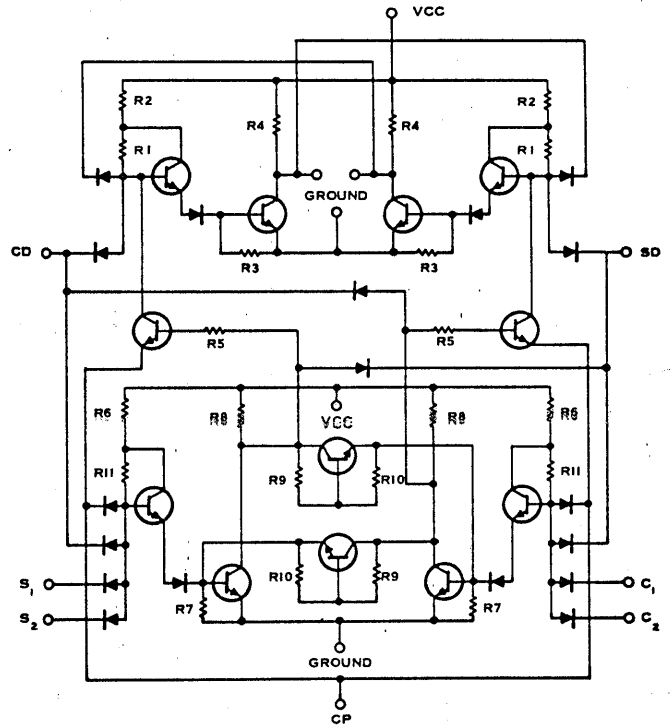 VCC
R2
R2
R4
R4
R1
R1
GROUND
CD
SD
R3
R3
R5
R5
R6
R8
VCC
R8
R6
R11
R9
R10
R11
S1
R10
R9
C1
S2
R7
R7
C2
GROUND
CP